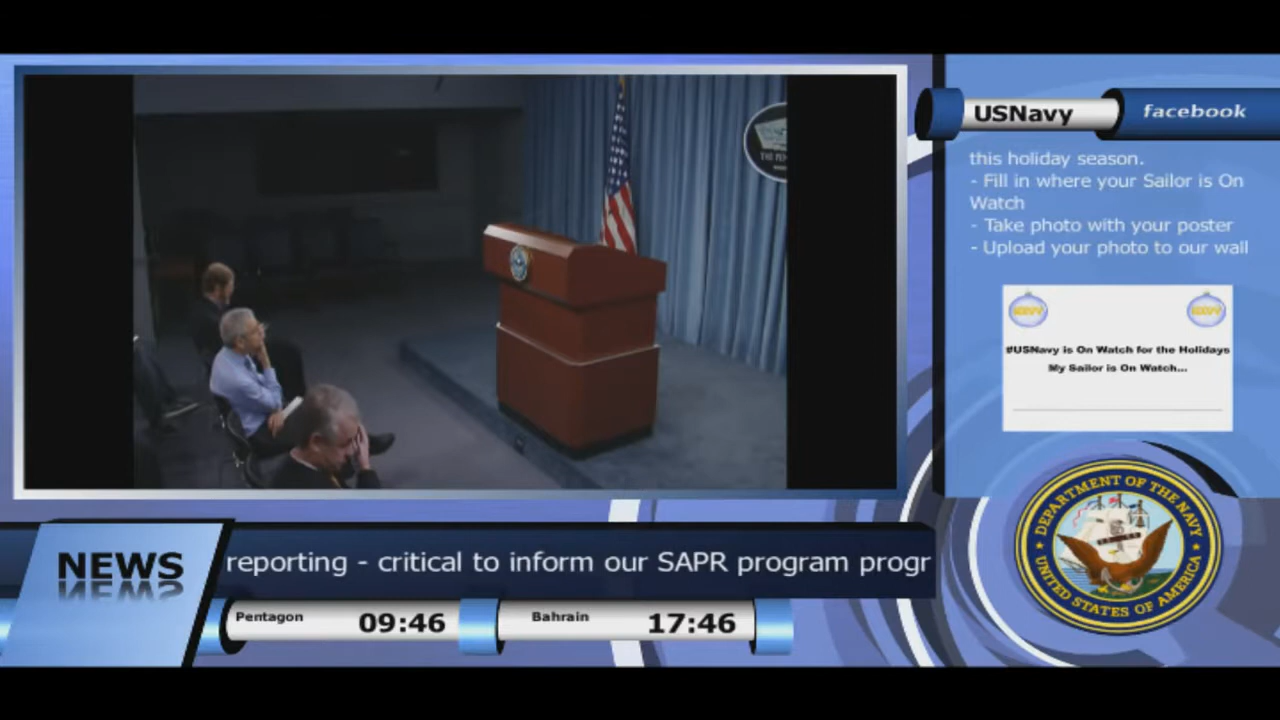 USNavy
facebook
this holiday season.
- Fill in where your Sailor is On
Watch
- Take photo with your poster
- Upload your photo to our wall
#USNavy is On Watch for the Holidays
My Sailor is On Watch...
DEPARTMENT OF THE NAVY
UNITED STATES OF AMERICA
NEWS
reporting - critical to inform our SAPR program progr
Pentagon
09:46
Bahrain
17:46